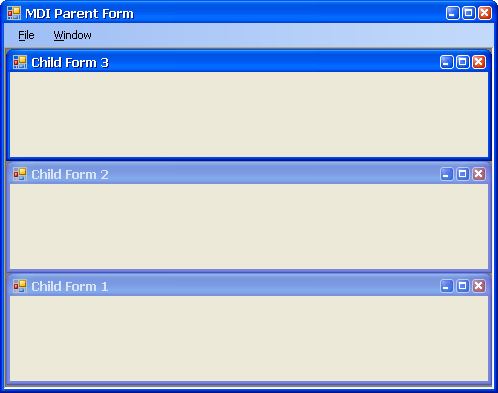 MDI Parent Form
File Window
Child Form 3
Child Form 2
Child Form 1